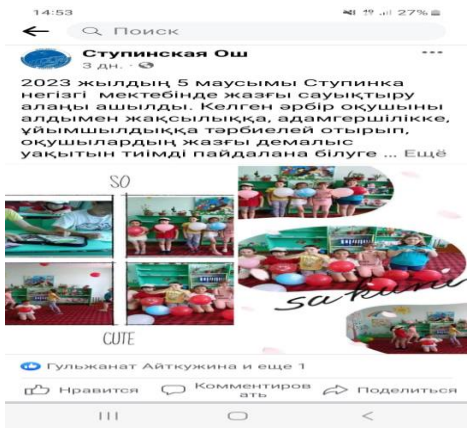 14:53
27%
Поиск
Ступинская Ош
3 дн.
2023 жылдың 5 маусымы Ступинка
негізгі мектебінде жазғы сауықтыру
алаңы ашылды. Келген әрбір оқушыны
алдымен жақсылыққа, адамгершілікке,
ұйымшылдыққа тәрбиелей отырып,
оқушылардың жазғы демалыс
уақытын тиімді пайдалана білуге ... Ещё
SO
CUTE
sakura
Гульжанат Айткужина и еще 1
Нравится
Комментиров
ать
Поделиться